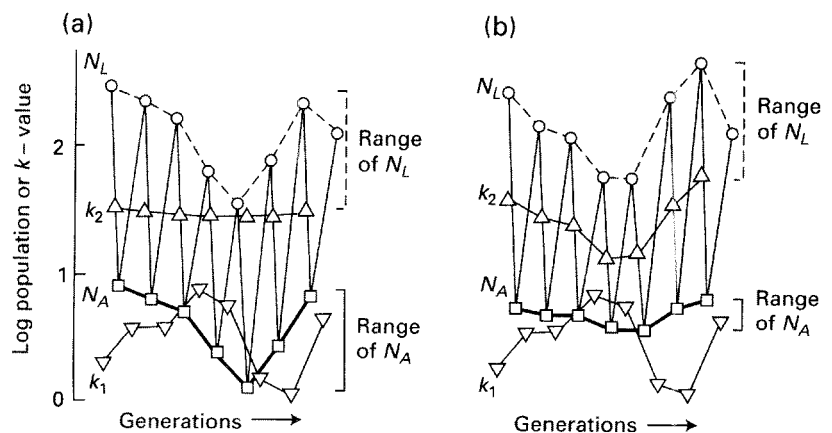 (a)
Log population or k – value
2
1
0
N_L
k_2
N_A
k_1
Range
of N_L
Range
of N_A
Generations →
(b)
N_L
k_2
N_A
k_1
Range
of N_L
Range
of N_A
Generations →